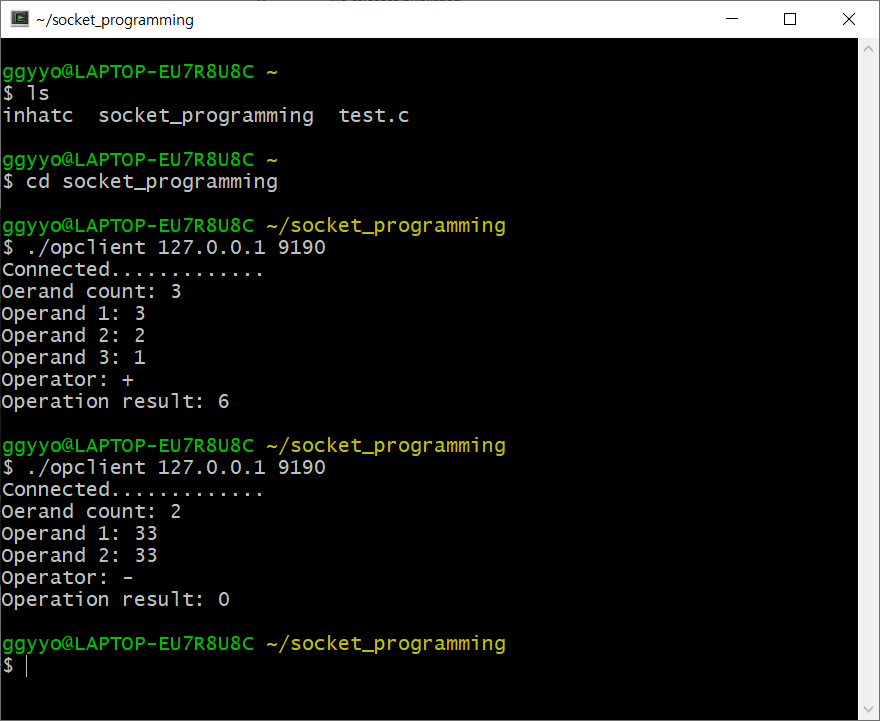 ~/socket_programming
ggyyo@LAPTOP-EU7R8U8C ~
$ ls
inhatc  socket_programming  test.c
ggyyo@LAPTOP-EU7R8U8C ~
$ cd socket_programming
ggyyo@LAPTOP-EU7R8U8C ~/socket_programming
$ ./opclient 127.0.0.1 9190
Connected.............
Oerand count: 3
Operand 1: 3
Operand 2: 2
Operand 3: 1
Operator: +
Operation result: 6
ggyyo@LAPTOP-EU7R8U8C ~/socket_programming
$ ./opclient 127.0.0.1 9190
Connected.............
Oerand count: 2
Operand 1: 33
Operand 2: 33
Operator: -
Operation result: 0
ggyyo@LAPTOP-EU7R8U8C ~/socket_programming
$